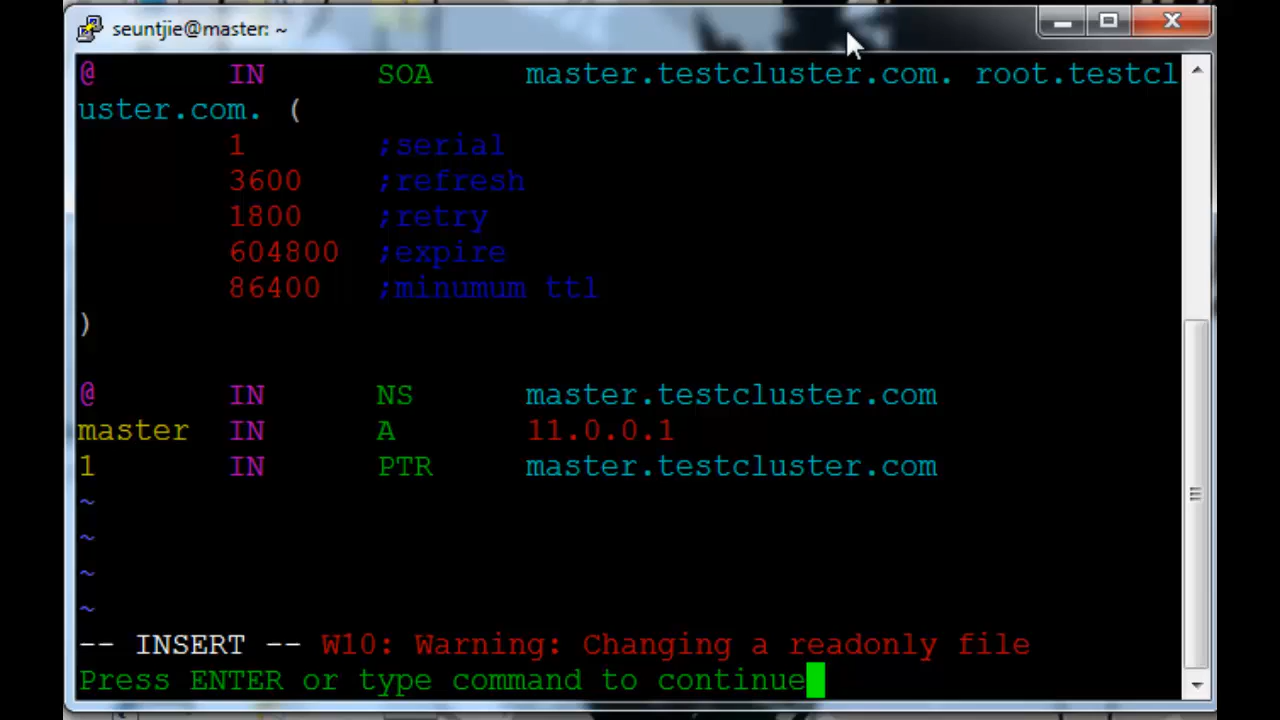 seuntjie@master: ~
@ IN SOA master.testcluster.com. root.testcl
uster.com. (
1 ;serial
3600 ;refresh
1800 ;retry
604800 ;expire
86400 ;minumum ttl
)
@ IN NS master.testcluster.com
master IN A 11.0.0.1
1 IN PTR master.testcluster.com
~
~
~
~
-- INSERT -- W10: Warning: Changing a readonly file
Press ENTER or type command to continue